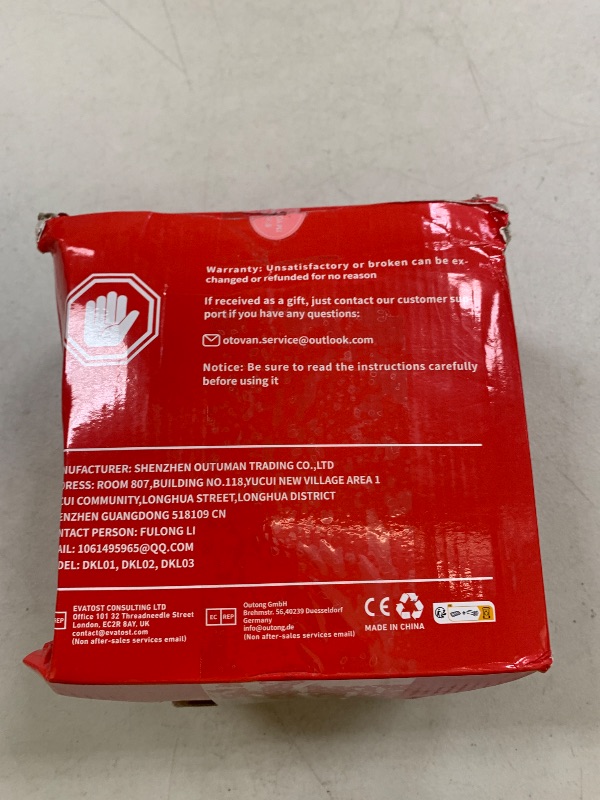 Warranty: Unsatisfactory or broken can be ex-
changed or refunded for no reason
If received as a gift, just contact our customer sup
port if you have any questions:
otovan.service@outlook.com
Notice: Be sure to read the instructions carefully
before using it
NUFACTURER: SHENZHEN OUTUMAN TRADING CO.,LTD
DRESS: ROOM 807,BUILDING NO.118,YUCUI NEW VILLAGE AREA 1
CUI COMMUNITY,LONGHUA STREET,LONGHUA DISTRICT
ENZHEN GUANGDONG 518109 CN
NTACT PERSON: FULONG LI
AIL: 1061495965@QQ.COM
DEL: DKL01, DKL02, DKL03
EP
EVATOST CONSULTING LTD
Office 101 32 Threadneedle Street
London, EC2R 8AY, UK
contact@evatost.com
(Non after-sales services email)
EC REP
Outong GmbH
Brehmstr. 56,40239 Duesseldorf
Germany
info@outong.de
(Non after-sales services email)
CE
MADE IN CHINA